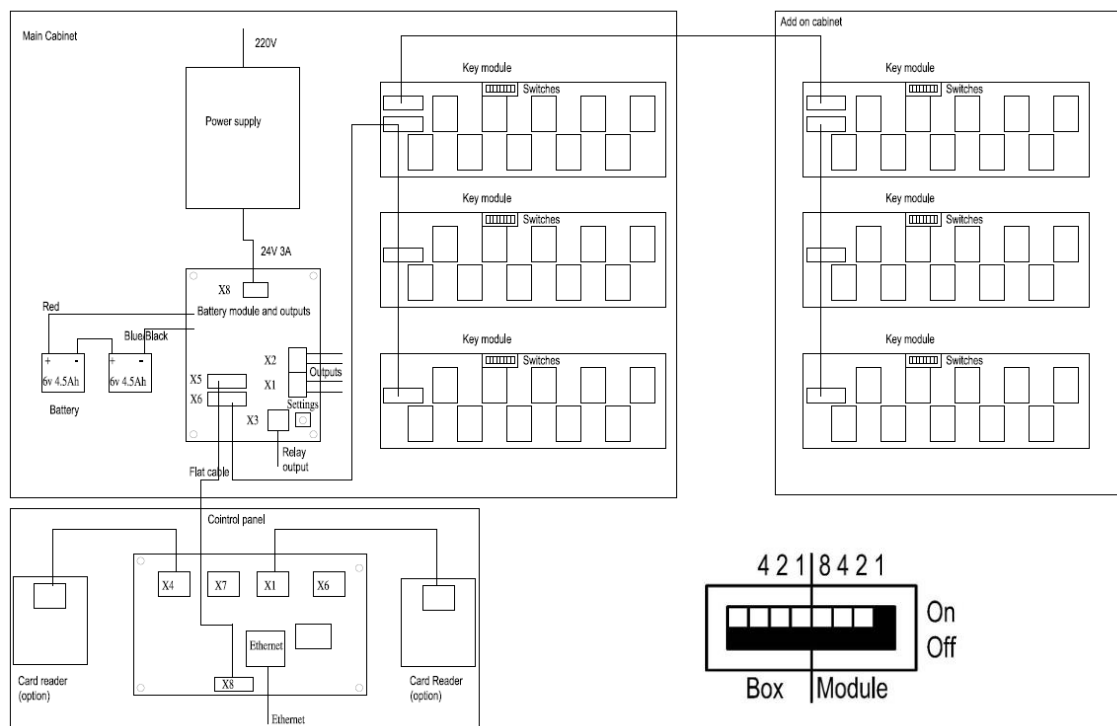 Main Cabinet
220V
Power supply
24V 3A
X8
Battery module and outputs
Red
Blue/Black
+ -
+ -
6v 4.5Ah
6v 4.5Ah
Battery
X5
X6
X2
X1
Outputs
Settings
X3
Relay
output
Flat cable
Key module
Switches
Key module
Switches
Key module
Switches
Add on cabinet
Key module
Switches
Key module
Switches
Key module
Switches
Cointrol panel
X4
X7
X1
X6
Ethernet
X8
Ethernet
Card reader
(option)
Card Reader
(option)
4 2 1 8 4 2 1
On
Off
Box Module